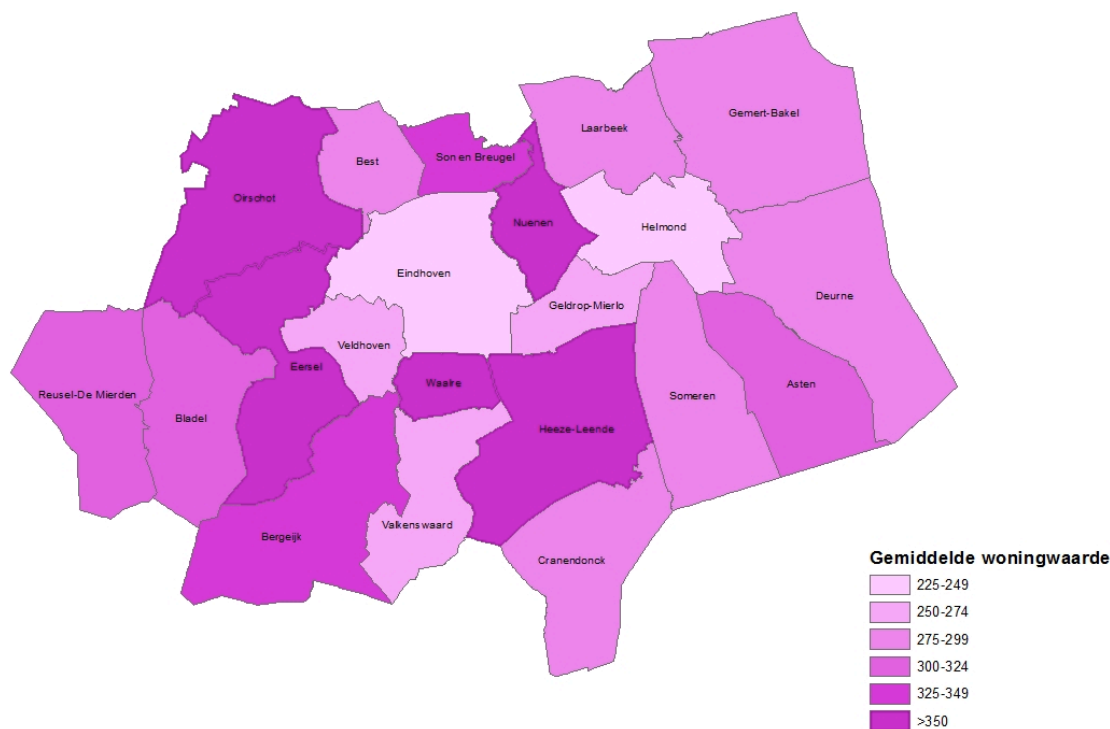 Gemert-Bakel
Laarbeek
Best
Son en Breugel
Oirschot
Nuenen
Helmond
Eindhoven
Deurne
Geldrop-Mierlo
Veldhoven
Eersel
Waalre
Asten
Reusel-De Mierden
Someren
Bladel
Heeze-Leende
Valkenswaard
Bergeijk
Cranendonck
Gemiddelde woningwaarde
225-249
250-274
275-299
300-324
325-349
>350